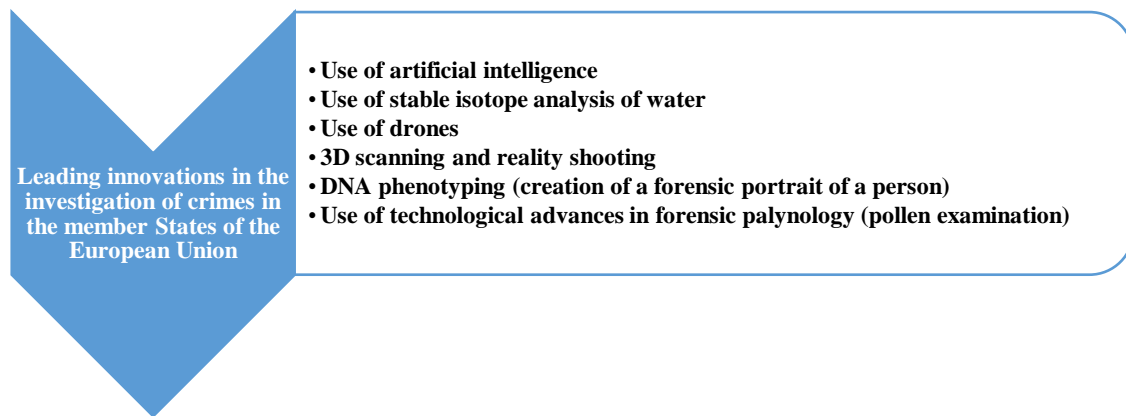 Leading innovations in the
investigation of crimes in
the member States of the
European Union
• Use of artificial intelligence
• Use of stable isotope analysis of water
• Use of drones
• 3D scanning and reality shooting
• DNA phenotyping (creation of a forensic portrait of a person)
• Use of technological advances in forensic palynology (pollen examination)